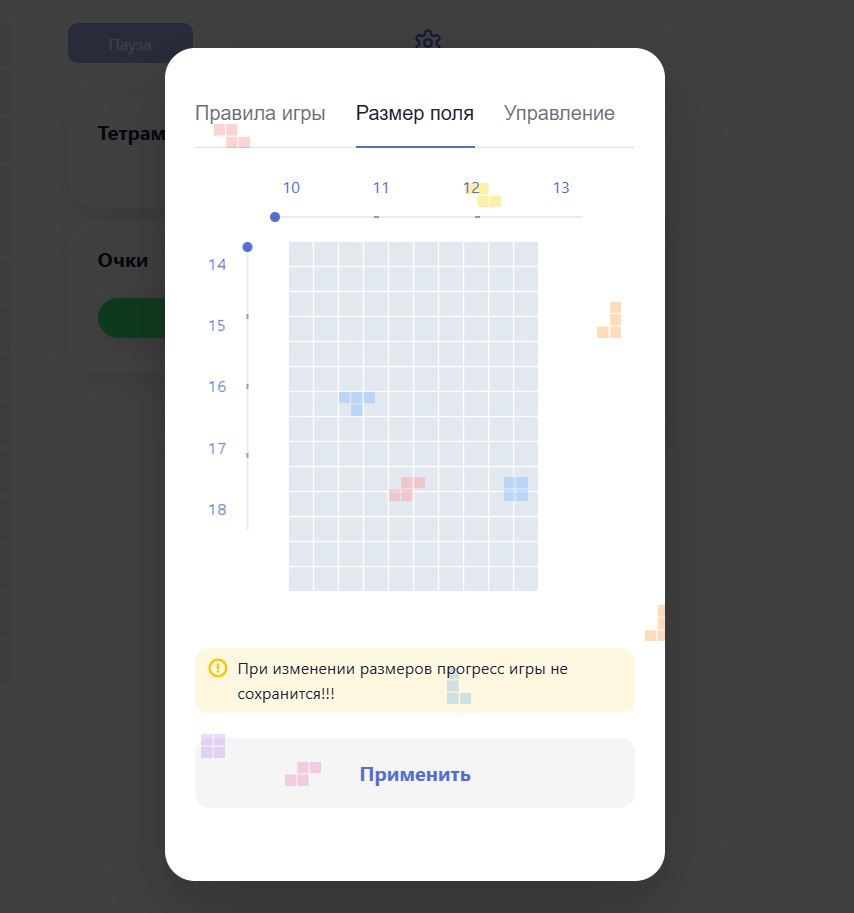 Пауза
Тетрам
Очки
Правила игры Размер поля Управление
10 11 12 13
14
15
16
17
18
При изменении размеров прогресс игры не
сохранится!!!
Применить